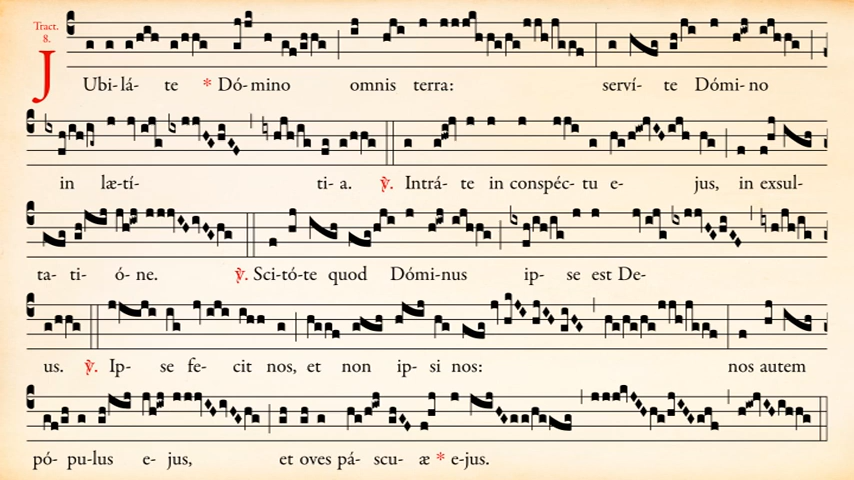 Tract.
8.
JUbi-lá- te * Dó-mino omnis terra: serví- te Dómi-no
in læ-tí- ti- a. ℣. Intrá- te in conspéc- tu e- jus, in exsul-
ta- ti- ó- ne. ℣. Sci-tó-te quod Dómi-nus ip- se est De-
us. ℣. Ip- se fe- cit nos, et non ip- si nos: nos autem
pó- pu-lus e- jus, et oves pá- scu- æ * e-jus.